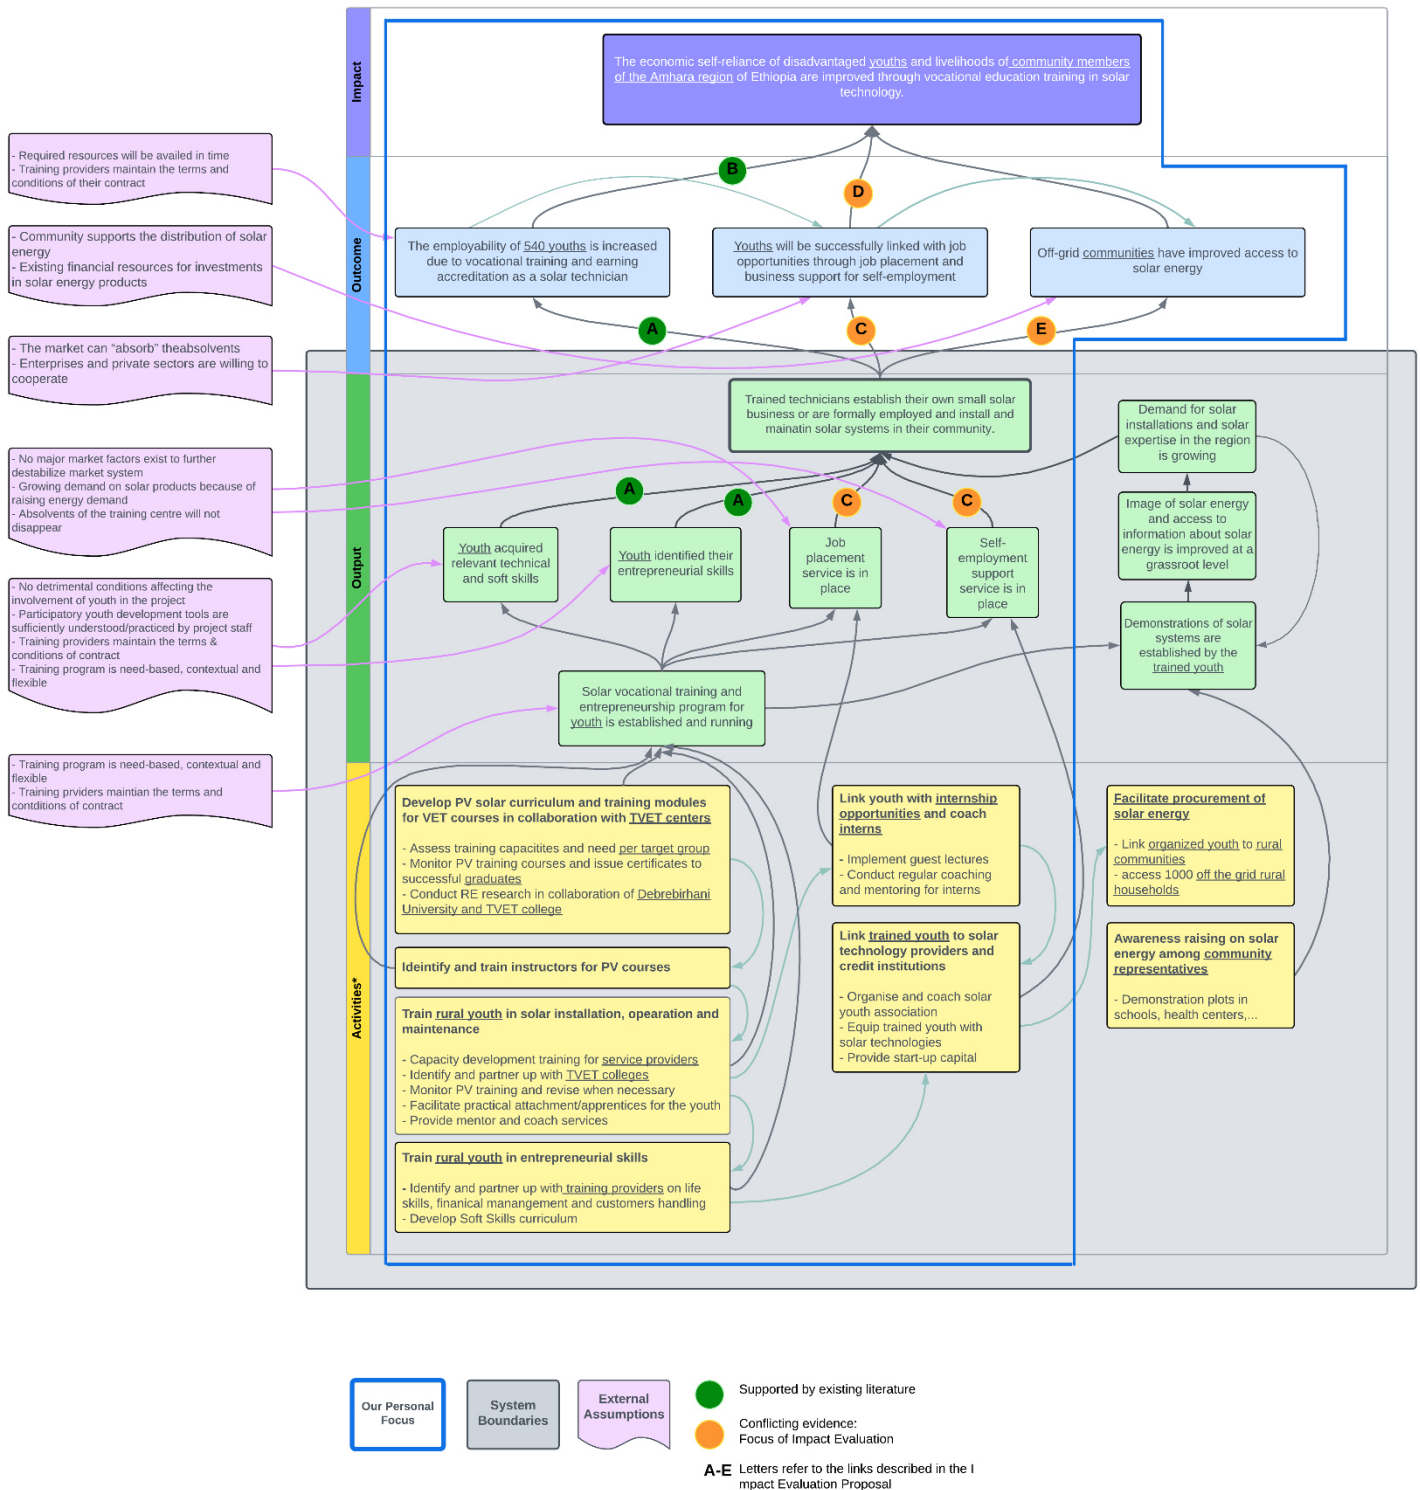 Impact
The economic self-reliance of disadvantaged youths and livelihoods of community members
of the Amhara region of Ethiopia are improved through vocational education training in solar
technology.
- Required resources will be availed in time
- Training providers maintain the terms and
conditions of their contract
B
D
Outcome
- Community supports the distribution of solar
energy
- Existing financial resources for investments
in solar energy products
The employability of 540 youths is increased
due to vocational training and earning
accreditation as a solar technician
Youths will be successfully linked with job
opportunities through job placement and
business support for self-employment
Off-grid communities have improved access to
solar energy
A
C
E
- The market can “absorb” theabsolvents
- Enterprises and private sectors are willing to
cooperate
Output
Trained technicians establish their own small solar
business or are formally employed and install and
mainatin solar systems in their community.
Demand for solar
installations and solar
expertise in the region
is growing
- No major market factors exist to further
destabilize market system
- Growing demand on solar products because of
raising energy demand
- Absolvents of the training centre will not
disappear
A
A
C
C
Image of solar energy
and access to
information about solar
energy is improved at a
grassroot level
Youth acquired
relevant technical
and soft skills
Youth identified their
entrepreneurial skills
Job
placement
service is in
place
Self-
employment
support
service is in
place
- No detrimental conditions affecting the
involvement of youth in the project
- Participatory youth development tools are
sufficiently understood/practiced by project staff
- Training providers maintain the terms &
conditions of contract
- Training program is need-based, contextual and
flexible
Demonstrations of solar
systems are
established by the
trained youth
Solar vocational training and
entrepreneurship program for
youth is established and running
- Training program is need-based, contextual and
flexible
- Training prviders maintian the terms and
contditions of contract
Activities*
Develop PV solar curriculum and training modules
for VET courses in collaboration with TVET centers
- Assess training capacitites and need per target group
- Monitor PV training courses and issue certificates to
successful graduates
- Conduct RE research in collaboration of Debrebirhani
University and TVET college
Ideintify and train instructors for PV courses
Train rural youth in solar installation, opearation and
maintenance
- Capacity development training for service providers
- Identify and partner up with TVET colleges
- Monitor PV training and revise when necessary
- Facilitate practical attachment/apprentices for the youth
- Provide mentor and coach services
Train rural youth in entrepreneurial skills
- Identify and partner up with training providers on life
skills, finanical mangement and customers handling
- Develop Soft Skills curriculum
Link youth with internship
opportunities and coach
interns
- Implement guest lectures
- Conduct regular coaching
and mentoring for interns
Link trained youth to solar
technology providers and
credit institutions
- Organise and coach solar
youth association
- Equip trained youth with
solar technologies
- Provide start-up capital
Facilitate procurement of
solar energy
- Link organized youth to rural
communities
- access 1000 off the grid rural
households
Awareness raising on solar
energy among community
representatives
- Demonstration plots in
schools, health centers,...
Our Personal
Focus
System
Boundaries
External
Assumptions
Supported by existing literature
Conflicting evidence:
Focus of Impact Evaluation
A-E Letters refer to the links described in the I
mpact Evaluation Proposal